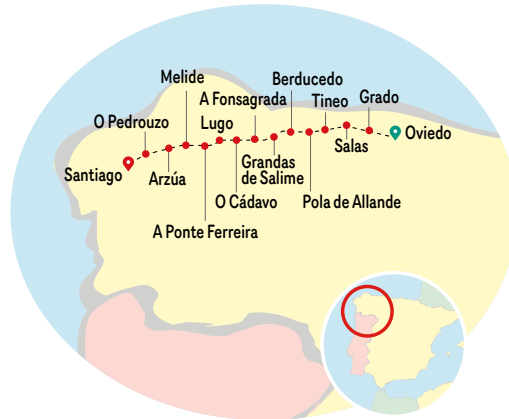 Melide
Berducedo
A Fonsagrada
Tineo
Grado
O Pedrouzo
Lugo
Oviedo
Salas
Santiago
Arzúa
Grandas
de Salime
O Cádavo
Pola de Allande
A Ponte Ferreira